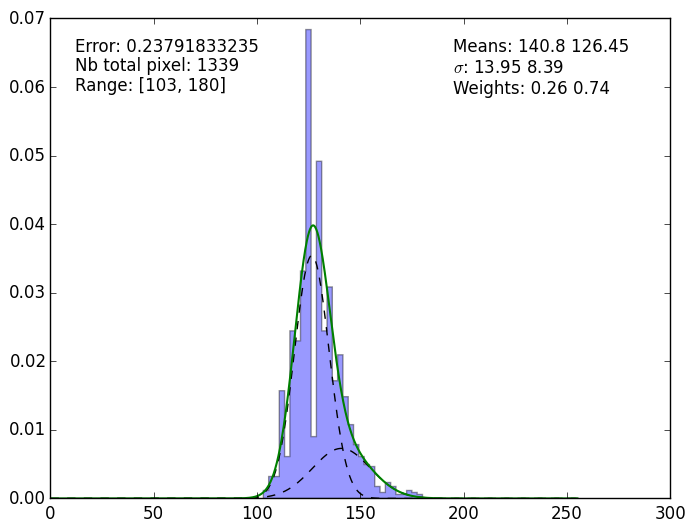 Error: 0.23791833235
Nb total pixel: 1339
Range: [103, 180]
Means: 140.8 126.45
σ: 13.95 8.39
Weights: 0.26 0.74
0.07
0.06
0.05
0.04
0.03
0.02
0.01
0.00
0 50 100 150 200 250 300